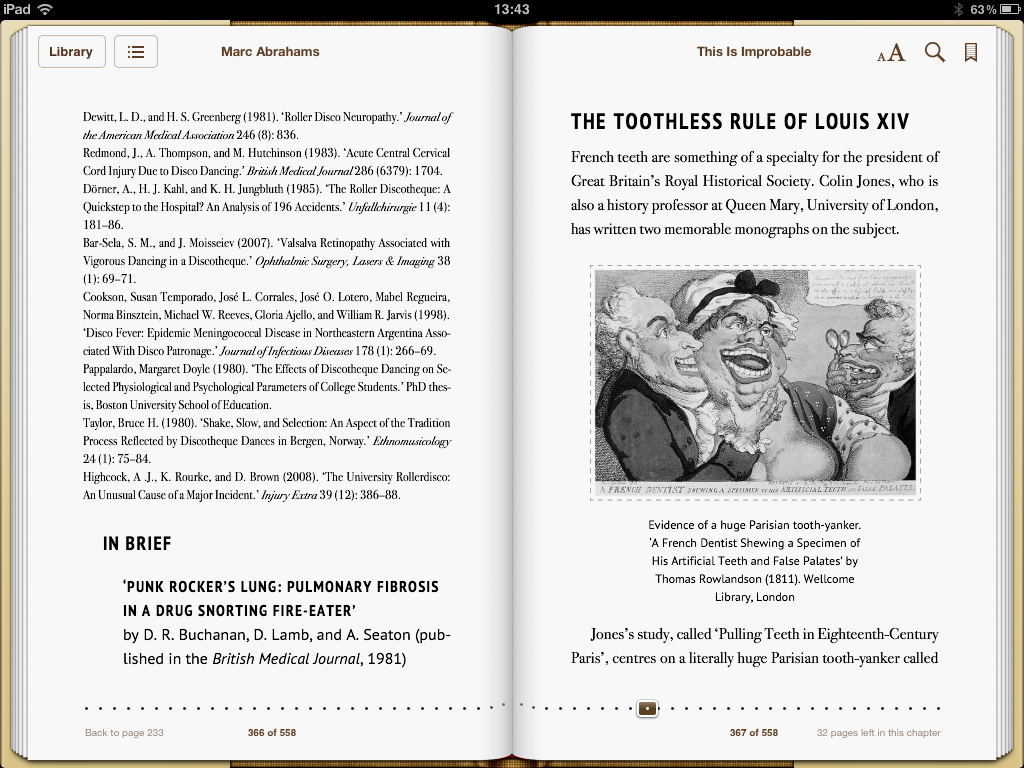 iPad
13:43
63%
Library
Marc Abrahams
This Is Improbable
AA
Dewitt, L. D., and H. S. Greenberg (1981). ‘Roller Disco Neuropathy.’ Journal of
the American Medical Association 246 (8): 836.
Redmond, J., A. Thompson, and M. Hutchinson (1983). ‘Acute Central Cervical
Cord Injury Due to Disco Dancing.’ British Medical Journal 286 (6379): 1704.
Dörner, A., H. J. Kahl, and K. H. Jungbluth (1985). ‘The Roller Discotheque: A
Quickstep to the Hospital? An Analysis of 196 Accidents.’ Unfallchirurgie 11 (4):
181–86.
Bar-Sela, S. M., and J. Moisseiev (2007). ‘Valsalva Retinopathy Associated with
Vigorous Dancing in a Discotheque.’ Ophthalmic Surgery, Lasers & Imaging 38
(1): 69–71.
Cookson, Susan Temporado, José L. Corrales, José O. Lotero, Mabel Regueira,
Norma Binsztein, Michael W. Reeves, Gloria Ajello, and William R. Jarvis (1998).
‘Disco Fever: Epidemic Meningococcal Disease in Northeastern Argentina Asso-
ciated With Disco Patronage.’ Journal of Infectious Diseases 178 (1): 266–69.
Pappalardo, Margaret Doyle (1980). ‘The Effects of Discotheque Dancing on Se-
lected Physiological and Psychological Parameters of College Students.’ PhD thes-
is, Boston University School of Education.
Taylor, Bruce H. (1980). ‘Shake, Slow, and Selection: An Aspect of the Tradition
Process Reflected by Discotheque Dances in Bergen, Norway.’ Ethnomusicology
24 (1): 75–84.
Highcock, A .J., K. Rourke, and D. Brown (2008). ‘The University Rollerdisco:
An Unusual Cause of a Major Incident.’ Injury Extra 39 (12): 386–88.
IN BRIEF
‘PUNK ROCKER’S LUNG: PULMONARY FIBROSIS
IN A DRUG SNORTING FIRE-EATER’
by D. R. Buchanan, D. Lamb, and A. Seaton (pub-
lished in the British Medical Journal, 1981)
Back to page 233
366 of 558
THE TOOTHLESS RULE OF LOUIS XIV
French teeth are something of a specialty for the president of
Great Britain’s Royal Historical Society. Colin Jones, who is
also a history professor at Queen Mary, University of London,
has written two memorable monographs on the subject.
A FRENCH DENTIST SHEWING A SPECIMEN OF HIS ARTIFICIAL TEETH AND FALSE PALATES.
Evidence of a huge Parisian tooth-yanker.
‘A French Dentist Shewing a Specimen of
His Artificial Teeth and False Palates’ by
Thomas Rowlandson (1811). Wellcome
Library, London
Jones’s study, called ‘Pulling Teeth in Eighteenth-Century
Paris’, centres on a literally huge Parisian tooth-yanker called
367 of 558
32 pages left in this chapter